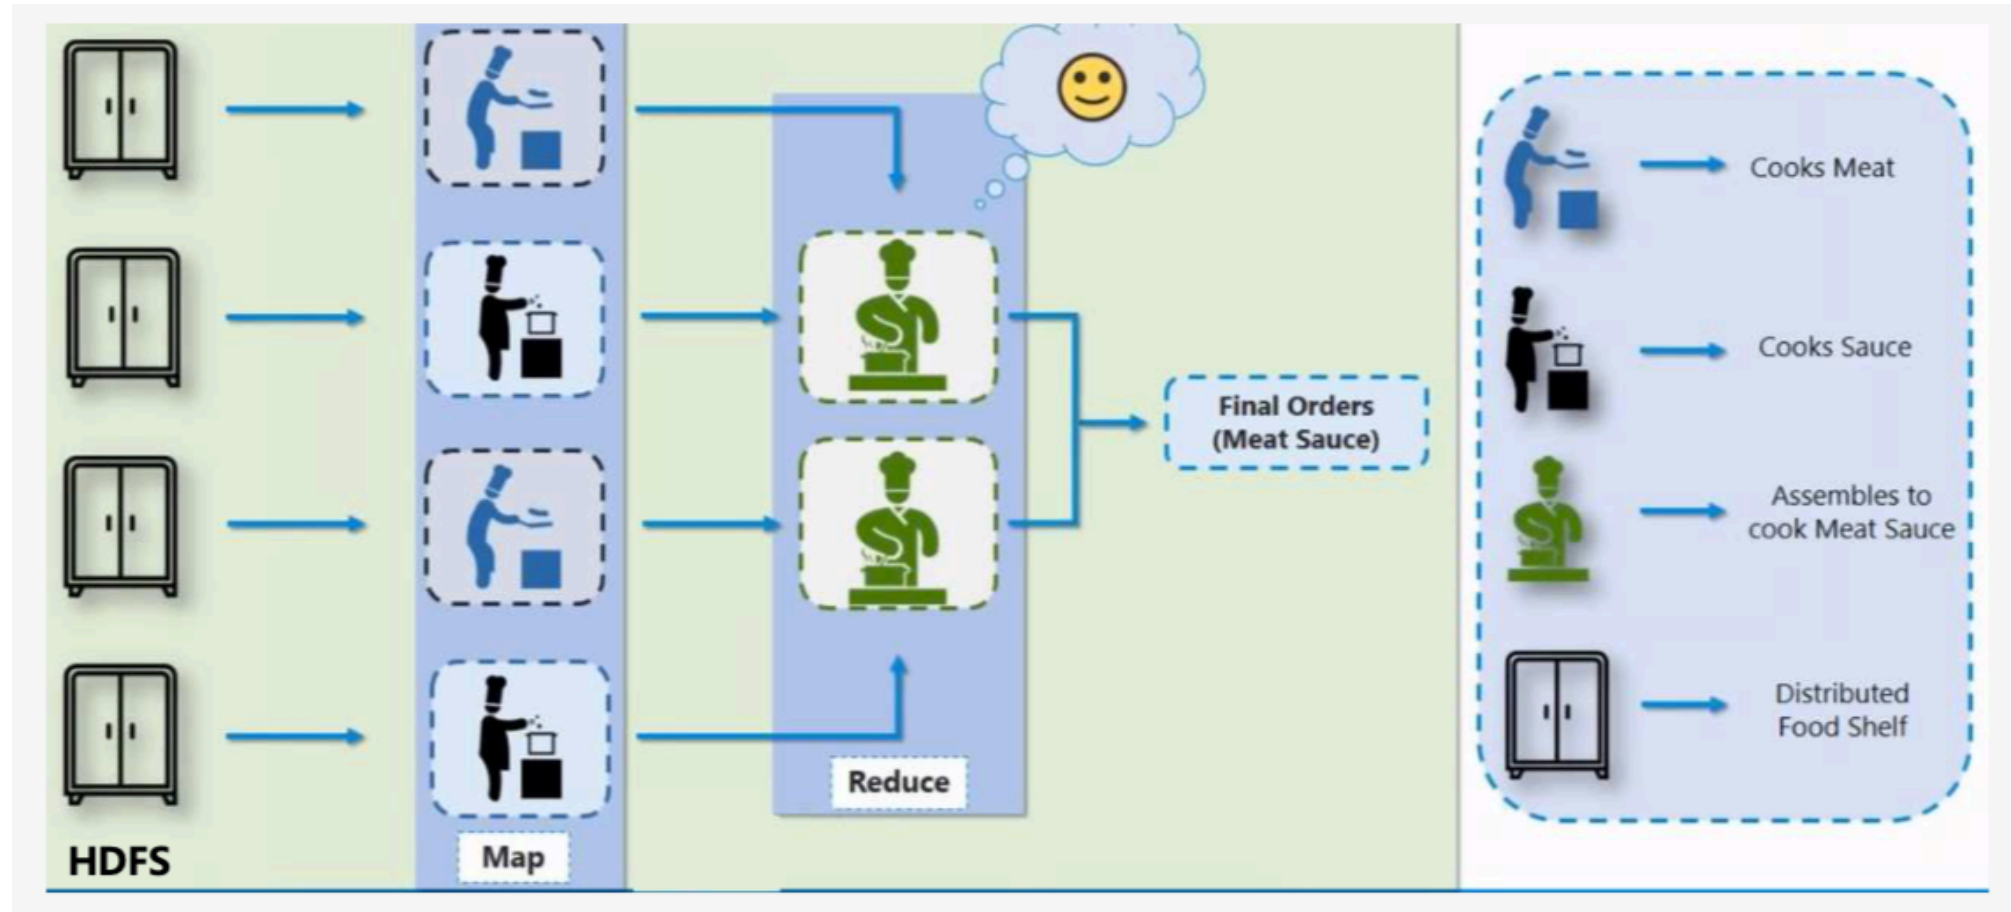 HDFS
Map
Reduce
Final Orders
(Meat Sauce)
Cooks Meat
Cooks Sauce
Assembles to
cook Meat Sauce
Distributed
Food Shelf